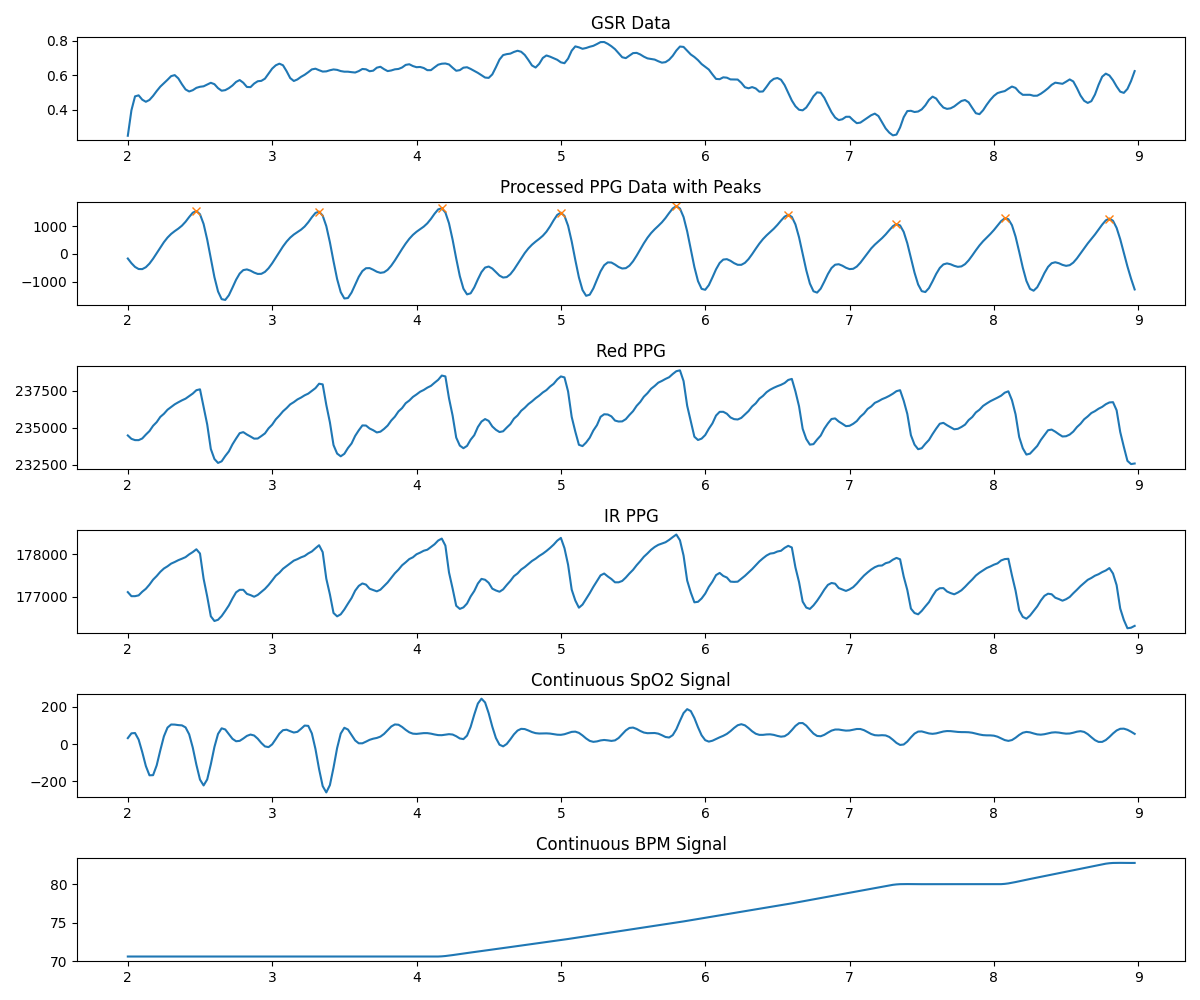 GSR Data
0.8
0.6
0.4
2 3 4 5 6 7 8 9
Processed PPG Data with Peaks
1000
0
−1000
2 3 4 5 6 7 8 9
Red PPG
237500
235000
232500
2 3 4 5 6 7 8 9
IR PPG
178000
177000
2 3 4 5 6 7 8 9
Continuous SpO2 Signal
200
0
−200
2 3 4 5 6 7 8 9
Continuous BPM Signal
80
75
70
2 3 4 5 6 7 8 9